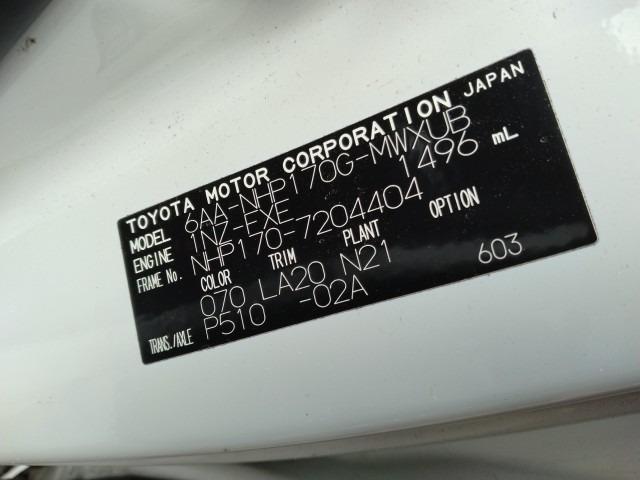 TOYOTA MOTOR CORPORATION JAPAN
MODEL 6AA-NHP170G-MWXUB
ENGINE 1NZ-FXE 1496 mL
FRAME No. NHP170-7204404
COLOR TRIM PLANT OPTION
070 LA20 N21 603
TRANS./AXLE P510 -02A